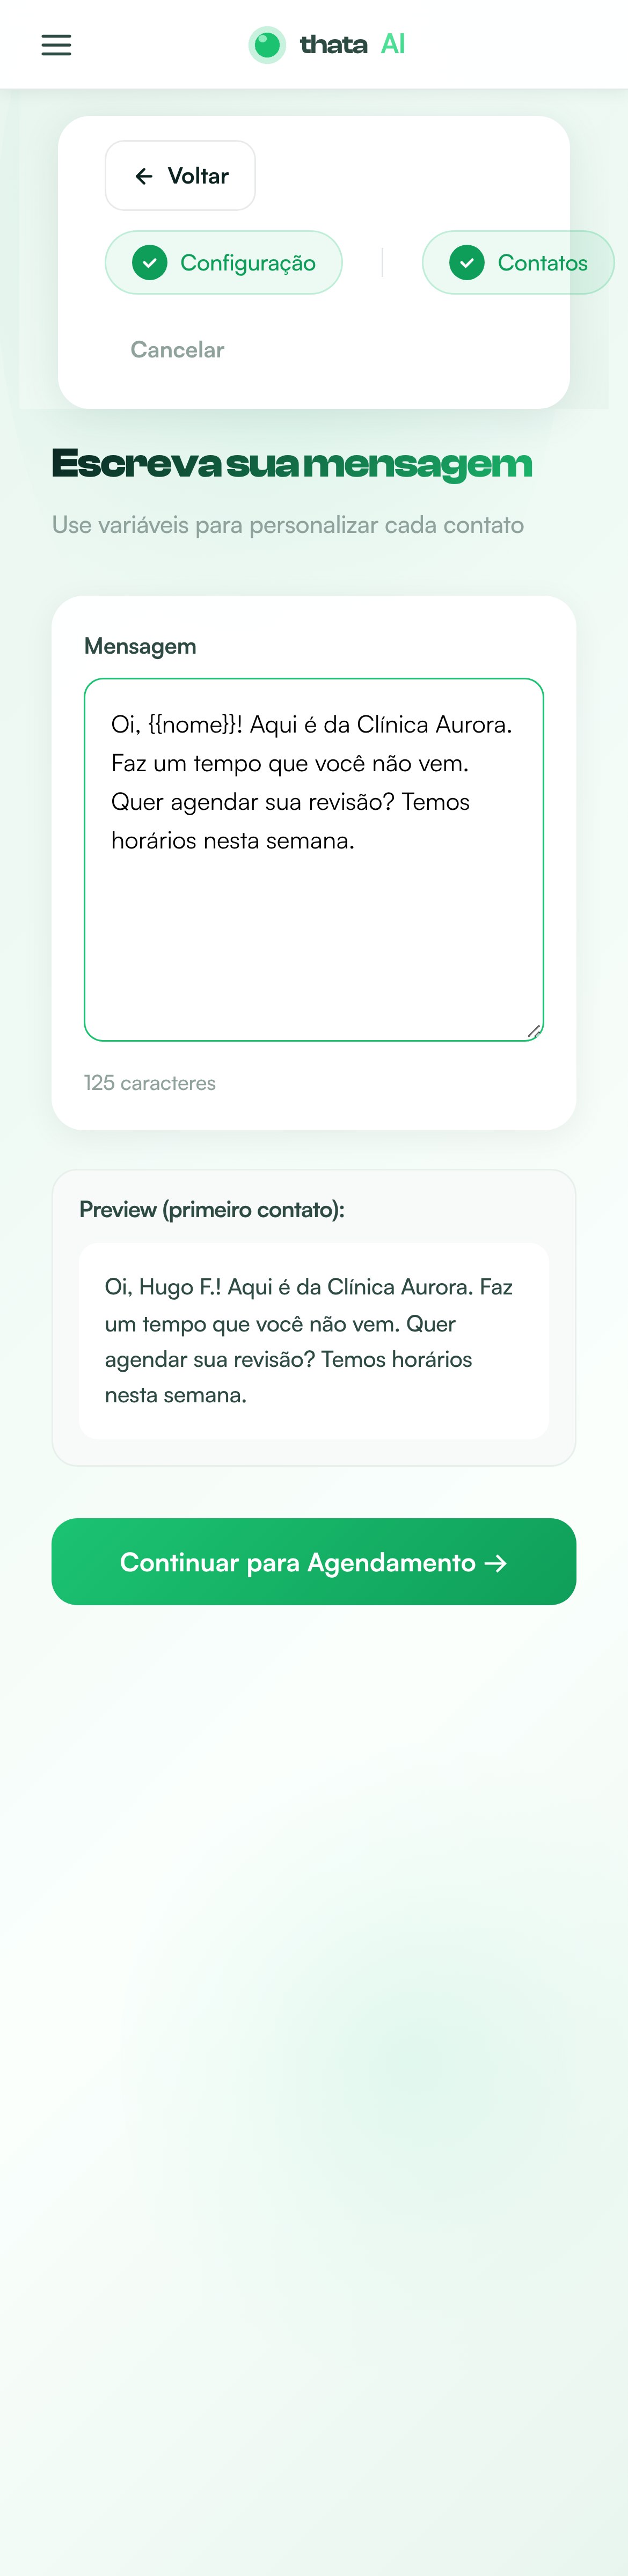 thata AI
Voltar
Configuração
Contatos
Cancelar
Escreva sua mensagem
Use variáveis para personalizar cada contato
Mensagem
Oi, {{nome}}! Aqui é da Clínica Aurora.
Faz um tempo que você não vem.
Quer agendar sua revisão? Temos
horários nesta semana.
125 caracteres
Preview (primeiro contato):
Oi, Hugo F.! Aqui é da Clínica Aurora. Faz
um tempo que você não vem. Quer
agendar sua revisão? Temos horários
nesta semana.
Continuar para Agendamento →